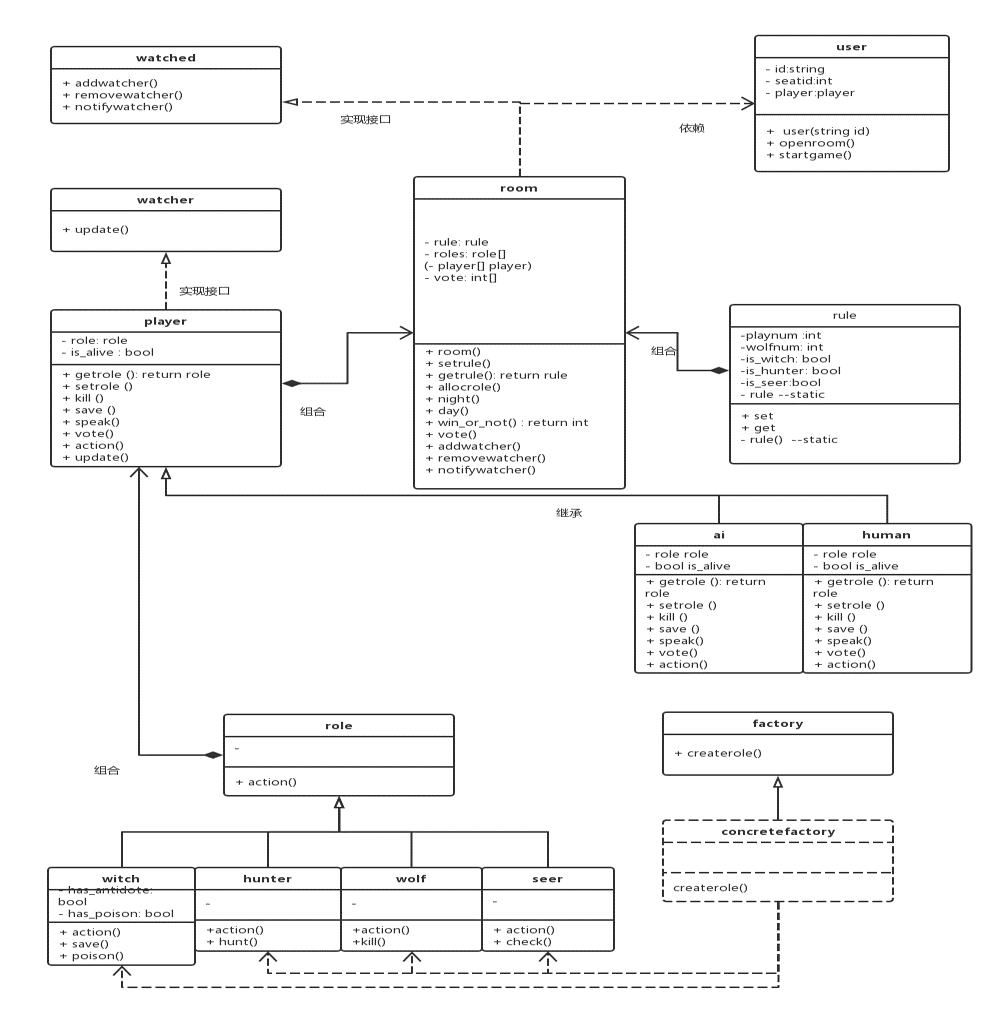 watched
+ addwatcher()
+ removewatcher()
+ notifywatcher()
实现接口
依赖
user
- id:string
- seatid:int
- player:player
+  user(string id)
+ openroom()
+ startgame()
watcher
+ update()
实现接口
room
- rule: rule
- roles: role[]
(- player[] player)
- vote: int[]
+ room()
+ setrule()
+ getrule(): return rule
+ allocrole()
+ night()
+ day()
+ win_or_not() : return int
+ vote()
+ addwatcher()
+ removewatcher()
+ notifywatcher()
player
- role: role
- is_alive : bool
+ getrole (): return role
+ setrole ()
+ kill ()
+ save ()
+ speak()
+ vote()
+ action()
+ update()
组合
组合
rule
-playnum :int
-wolfnum: int
-is_witch: bool
-is_hunter: bool
-is_seer:bool
- rule --static
+ set
+ get
- rule()  --static
继承
ai
- role role
- bool is_alive
+ getrole (): return
role
+ setrole ()
+ kill ()
+ save ()
+ speak()
+ vote()
+ action()
human
- role role
- bool is_alive
+ getrole (): return
role
+ setrole ()
+ kill ()
+ save ()
+ speak()
+ vote()
+ action()
组合
role
-
+ action()
factory
+ createrole()
concretefactory
createrole()
witch
- has_antidote:
bool
- has_poison: bool
+ action()
+ save()
+ poison()
hunter
-
+action()
+ hunt()
wolf
-
+action()
+kill()
seer
-
+ action()
+ check()